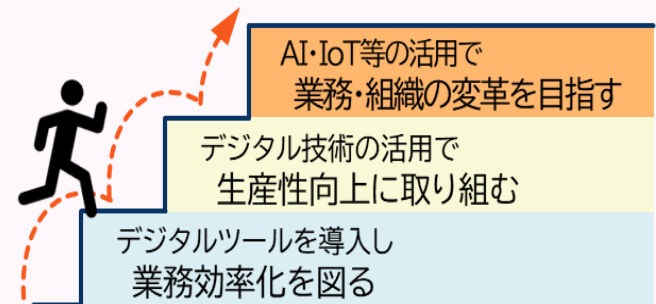 AI・IoT等の活用で
業務・組織の変革を目指す
デジタル技術の活用で
生産性向上に取り組む
デジタルツールを導入し
業務効率化を図る